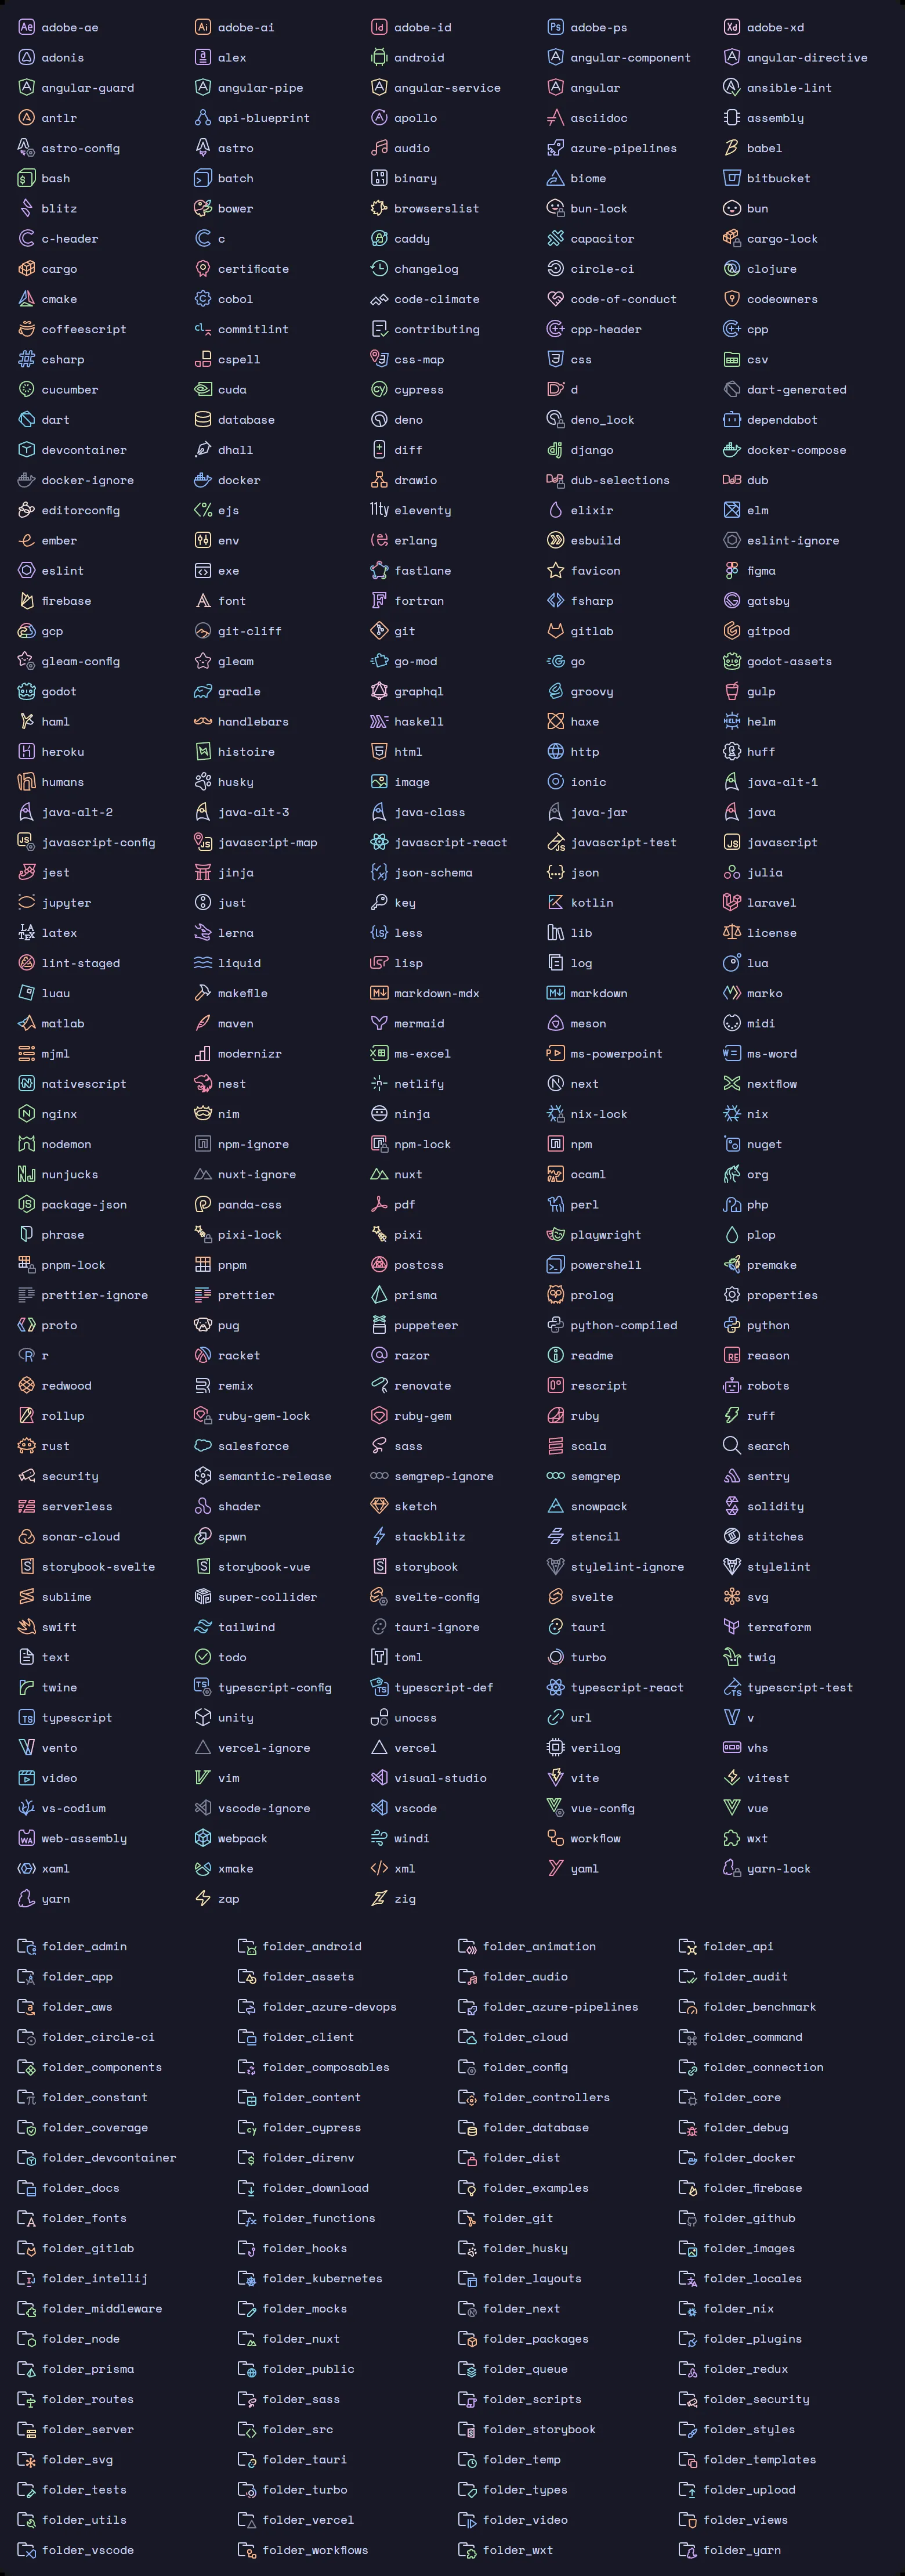 adobe-ae adobe-ai adobe-id adobe-ps adobe-xd
adonis alex android angular-component angular-directive
angular-guard angular-pipe angular-service angular ansible-lint
antlr api-blueprint apollo asciidoc assembly
astro-config astro audio azure-pipelines babel
bash batch binary biome bitbucket
blitz bower browserslist bun-lock bun
c-header c caddy capacitor cargo-lock
cargo certificate changelog circle-ci clojure
cmake cobol code-climate code-of-conduct codeowners
coffeescript commitlint contributing cpp-header cpp
csharp cspell css-map css csv
cucumber cuda cypress d dart-generated
dart database deno deno_lock dependabot
devcontainer dhall diff django docker-compose
docker-ignore docker drawio dub-selections dub
editorconfig ejs eleventy elixir elm
ember env erlang esbuild eslint-ignore
eslint exe fastlane favicon figma
firebase font fortran fsharp gatsby
gcp git-cliff git gitlab gitpod
gleam-config gleam go-mod go godot-assets
godot gradle graphql groovy gulp
haml handlebars haskell haxe helm
heroku histoire html http huff
humans husky image ionic java-alt-1
java-alt-2 java-alt-3 java-class java-jar java
javascript-config javascript-map javascript-react javascript-test javascript
jest jinja json-schema json julia
jupyter just key kotlin laravel
latex lerna less lib license
lint-staged liquid lisp log lua
luau makefile markdown-mdx markdown marko
matlab maven mermaid meson midi
mjml modernizr ms-excel ms-powerpoint ms-word
nativescript nest netlify next nextflow
nginx nim ninja nix-lock nix
nodemon npm-ignore npm-lock npm nuget
nunjucks nuxt-ignore nuxt ocaml org
package-json panda-css pdf perl php
phrase pixi-lock pixi playwright plop
pnpm-lock pnpm postcss powershell premake
prettier-ignore prettier prisma prolog properties
proto pug puppeteer python-compiled python
r racket razor readme reason
redwood remix renovate rescript robots
rollup ruby-gem-lock ruby-gem ruby ruff
rust salesforce sass scala search
security semantic-release semgrep-ignore semgrep sentry
serverless shader sketch snowpack solidity
sonar-cloud spwn stackblitz stencil stitches
storybook-svelte storybook-vue storybook stylelint-ignore stylelint
sublime super-collider svelte-config svelte svg
swift tailwind tauri-ignore tauri terraform
text todo toml turbo twig
twine typescript-config typescript-def typescript-react typescript-test
typescript unity unocss url v
vento vercel-ignore vercel verilog vhs
video vim visual-studio vite vitest
vs-codium vscode-ignore vscode vue-config vue
web-assembly webpack windi workflow wxt
xaml xmake xml yaml yarn-lock
yarn zap zig
folder_admin folder_android folder_animation folder_api
folder_app folder_assets folder_audio folder_audit
folder_aws folder_azure-devops folder_azure-pipelines folder_benchmark
folder_circle-ci folder_client folder_cloud folder_command
folder_components folder_composables folder_config folder_connection
folder_constant folder_content folder_controllers folder_core
folder_coverage folder_cypress folder_database folder_debug
folder_devcontainer folder_direnv folder_dist folder_docker
folder_docs folder_download folder_examples folder_firebase
folder_fonts folder_functions folder_git folder_github
folder_gitlab folder_hooks folder_husky folder_images
folder_intellij folder_kubernetes folder_layouts folder_locales
folder_middleware folder_mocks folder_next folder_nix
folder_node folder_nuxt folder_packages folder_plugins
folder_prisma folder_public folder_queue folder_redux
folder_routes folder_sass folder_scripts folder_security
folder_server folder_src folder_storybook folder_styles
folder_svg folder_tauri folder_temp folder_templates
folder_tests folder_turbo folder_types folder_upload
folder_utils folder_vercel folder_video folder_views
folder_vscode folder_workflows folder_wxt folder_yarn